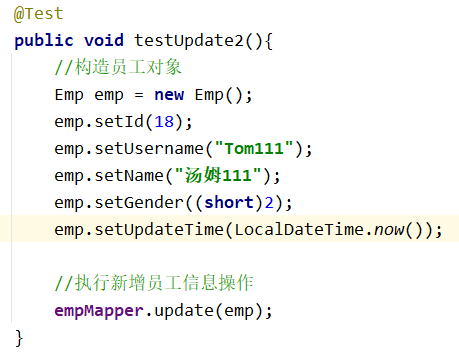 @Test
public void testUpdate2(){
    //构造员工对象
    Emp emp = new Emp();
    emp.setId(18);
    emp.setUsername("Tom111");
    emp.setName("汤姆111");
    emp.setGender((short)2);
    emp.setUpdateTime(LocalDateTime.now());

    //执行新增员工信息操作
    empMapper.update(emp);
}